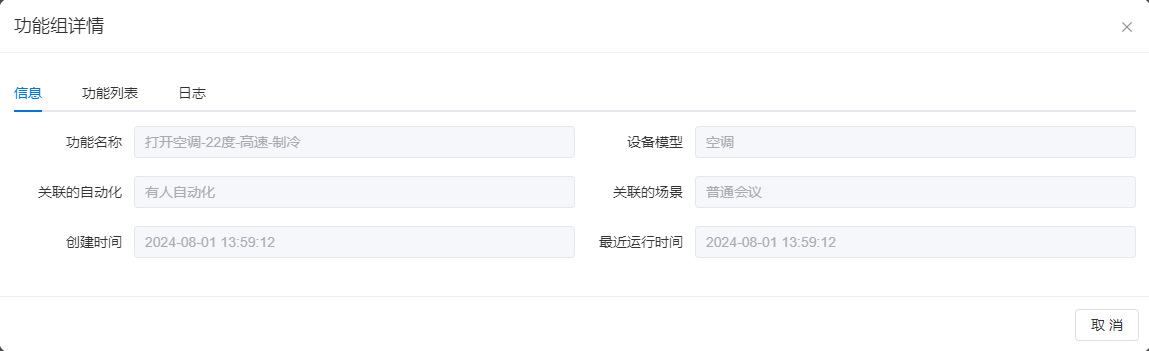 功能组详情
信息 功能列表 日志
功能名称 打开空调-22度-高速-制冷 设备模型 空调
关联的自动化 有人自动化 关联的场景 普通会议
创建时间 2024-08-01 13:59:12 最近运行时间 2024-08-01 13:59:12
取 消